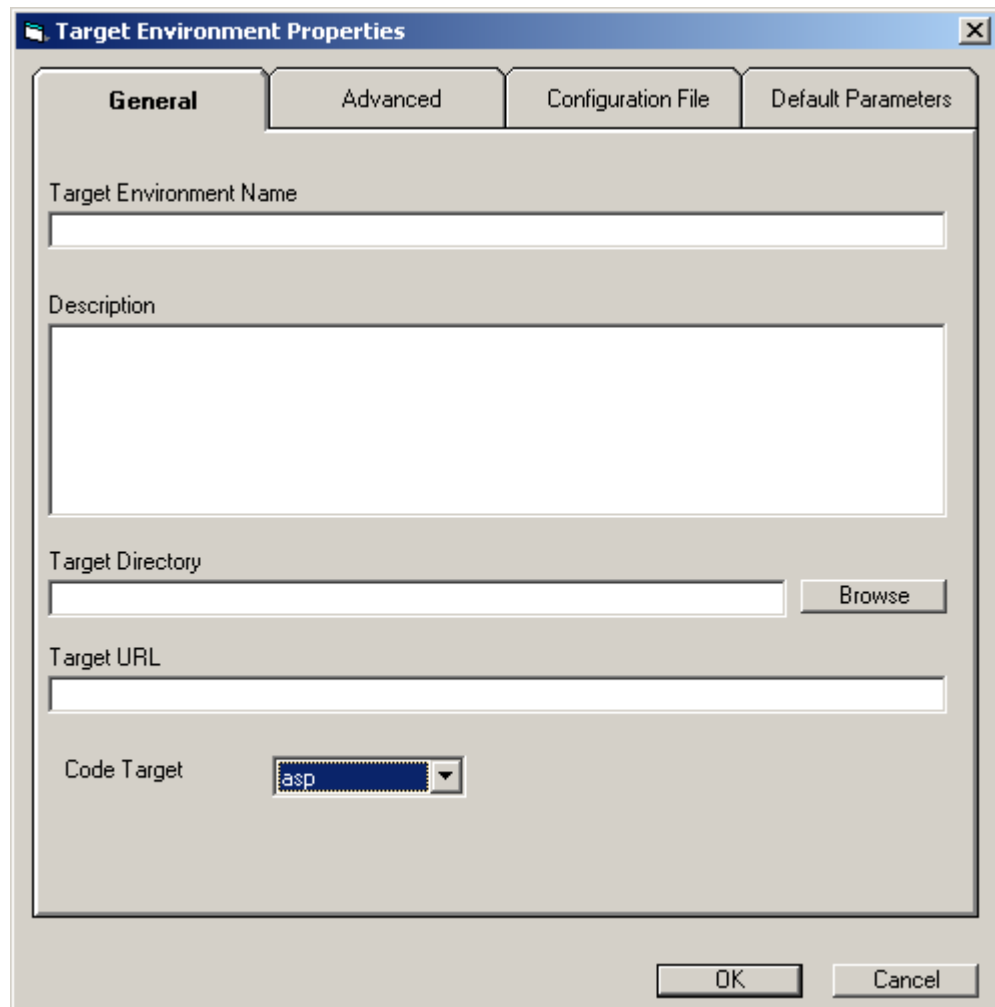 Target Environment Properties
General Advanced Configuration File Default Parameters
Target Environment Name
Description
Target Directory
Browse
Target URL
Code Target asp
OK Cancel